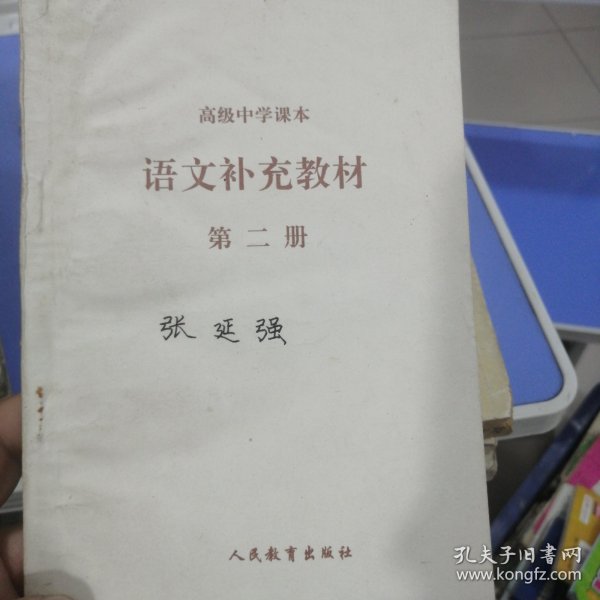 高级中学课本
语文补充教材
第二册
张延强
人民教育出版社
孔夫子旧书网
www.kongfz.com